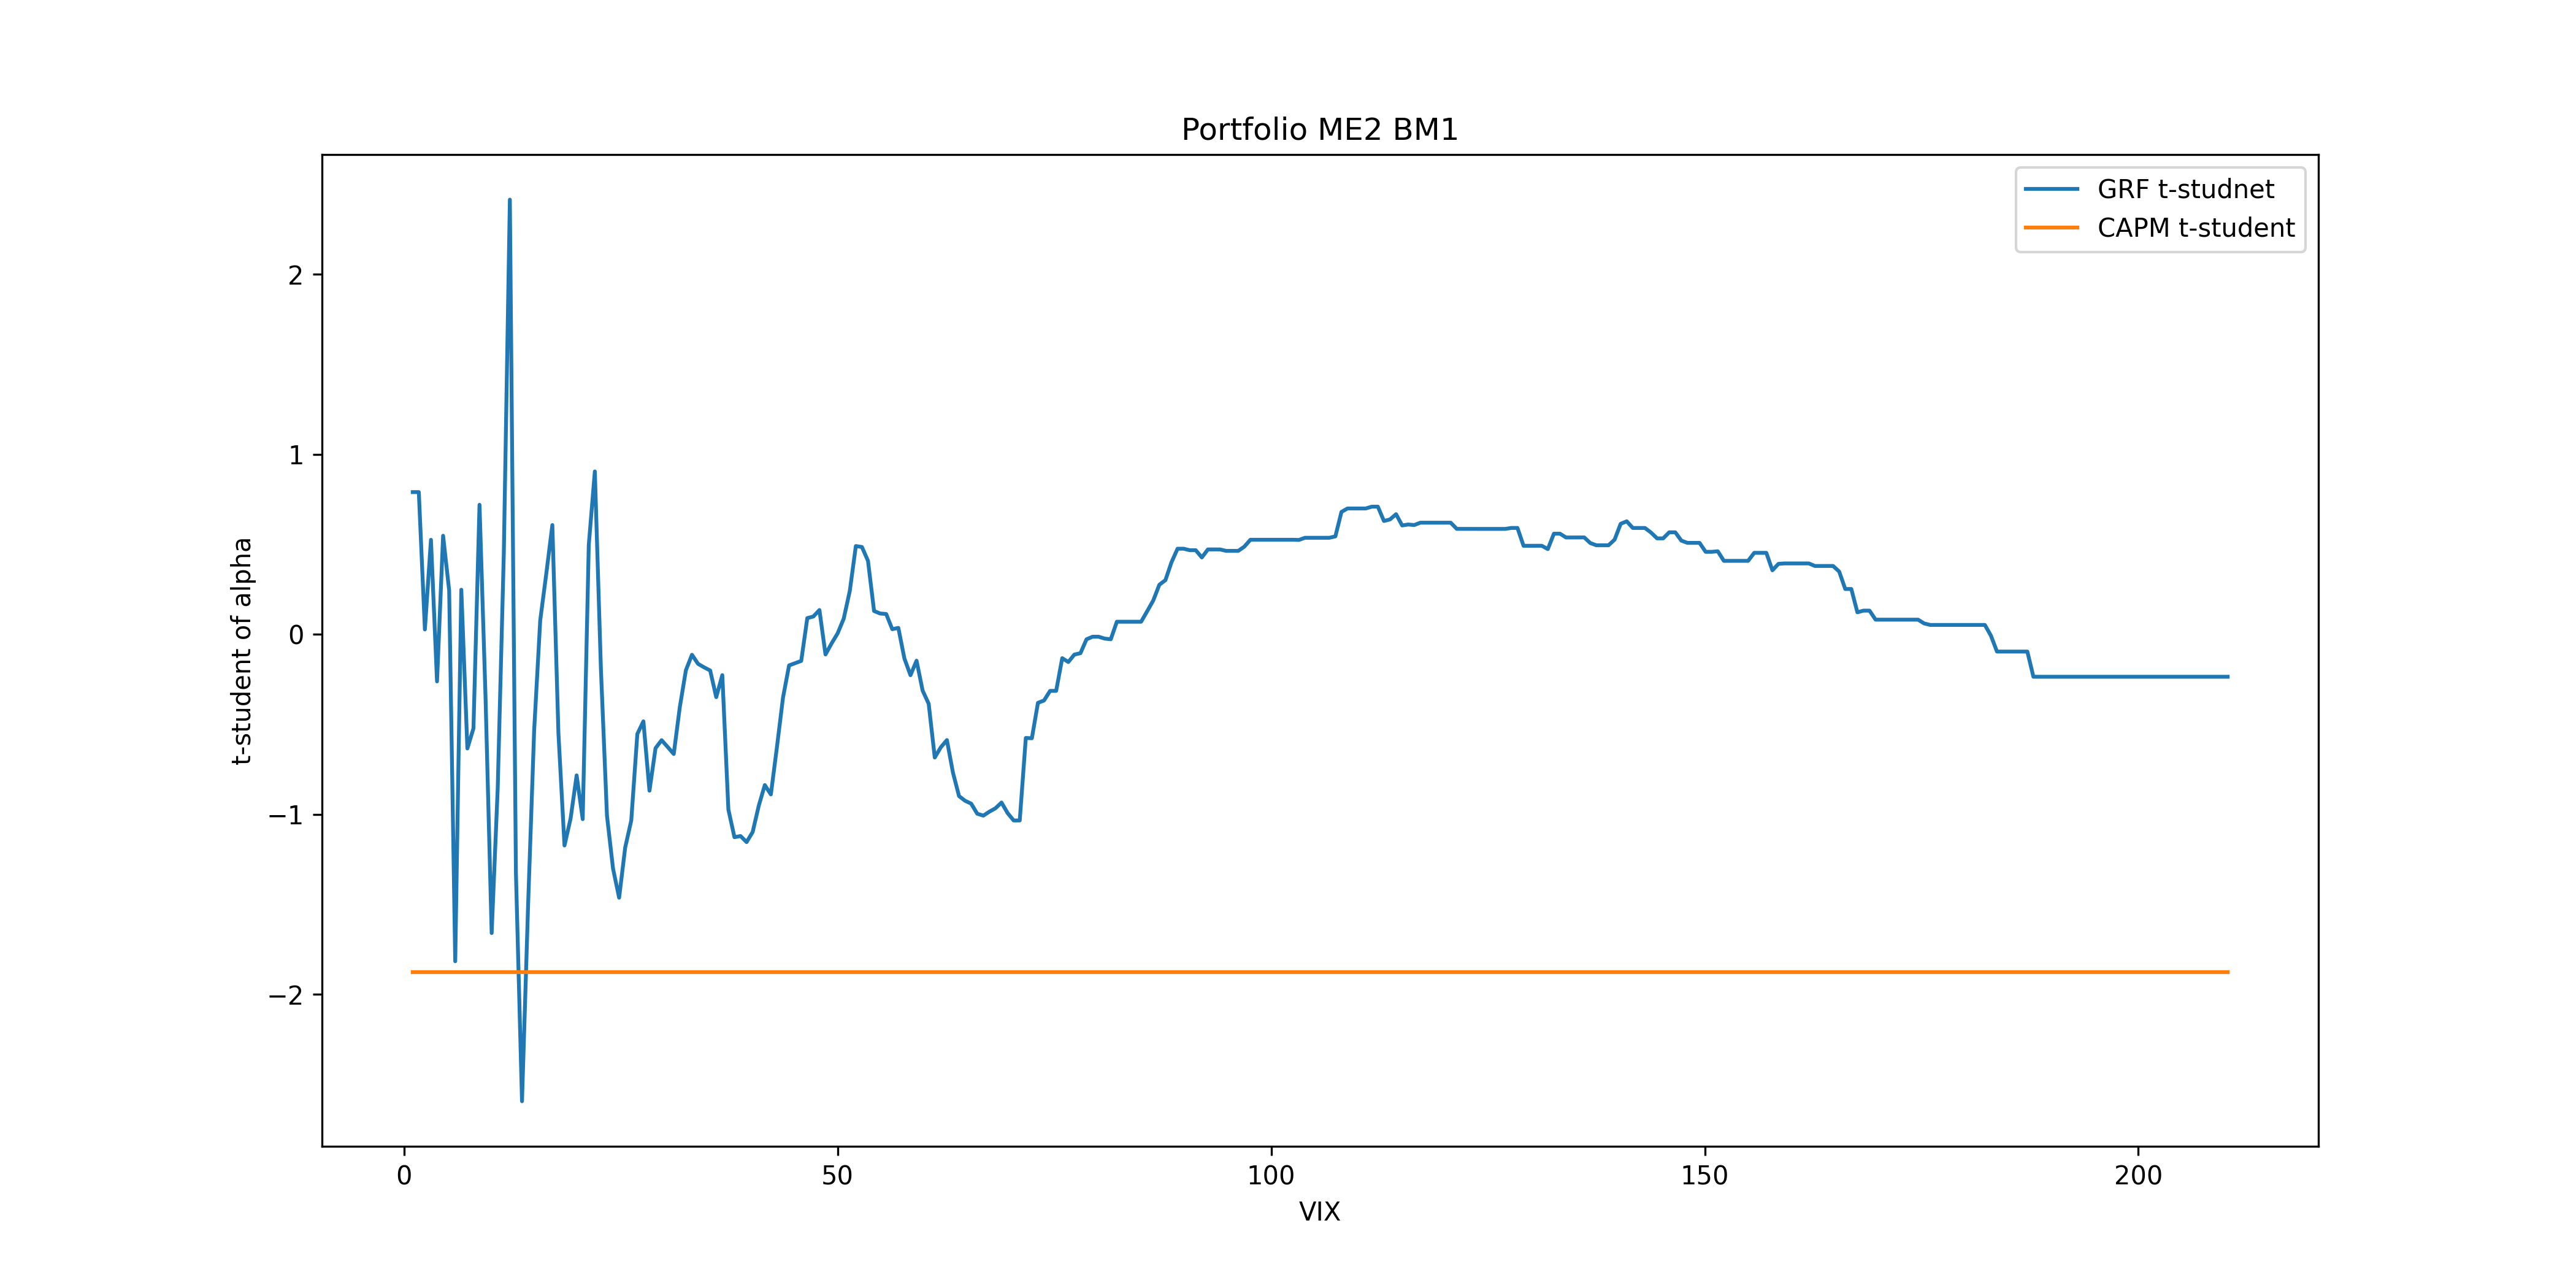 Portfolio ME2 BM1
GRF t-studnet
CAPM t-student
t-student of alpha
2
1
0
−1
−2
0 50 100 150 200
VIX